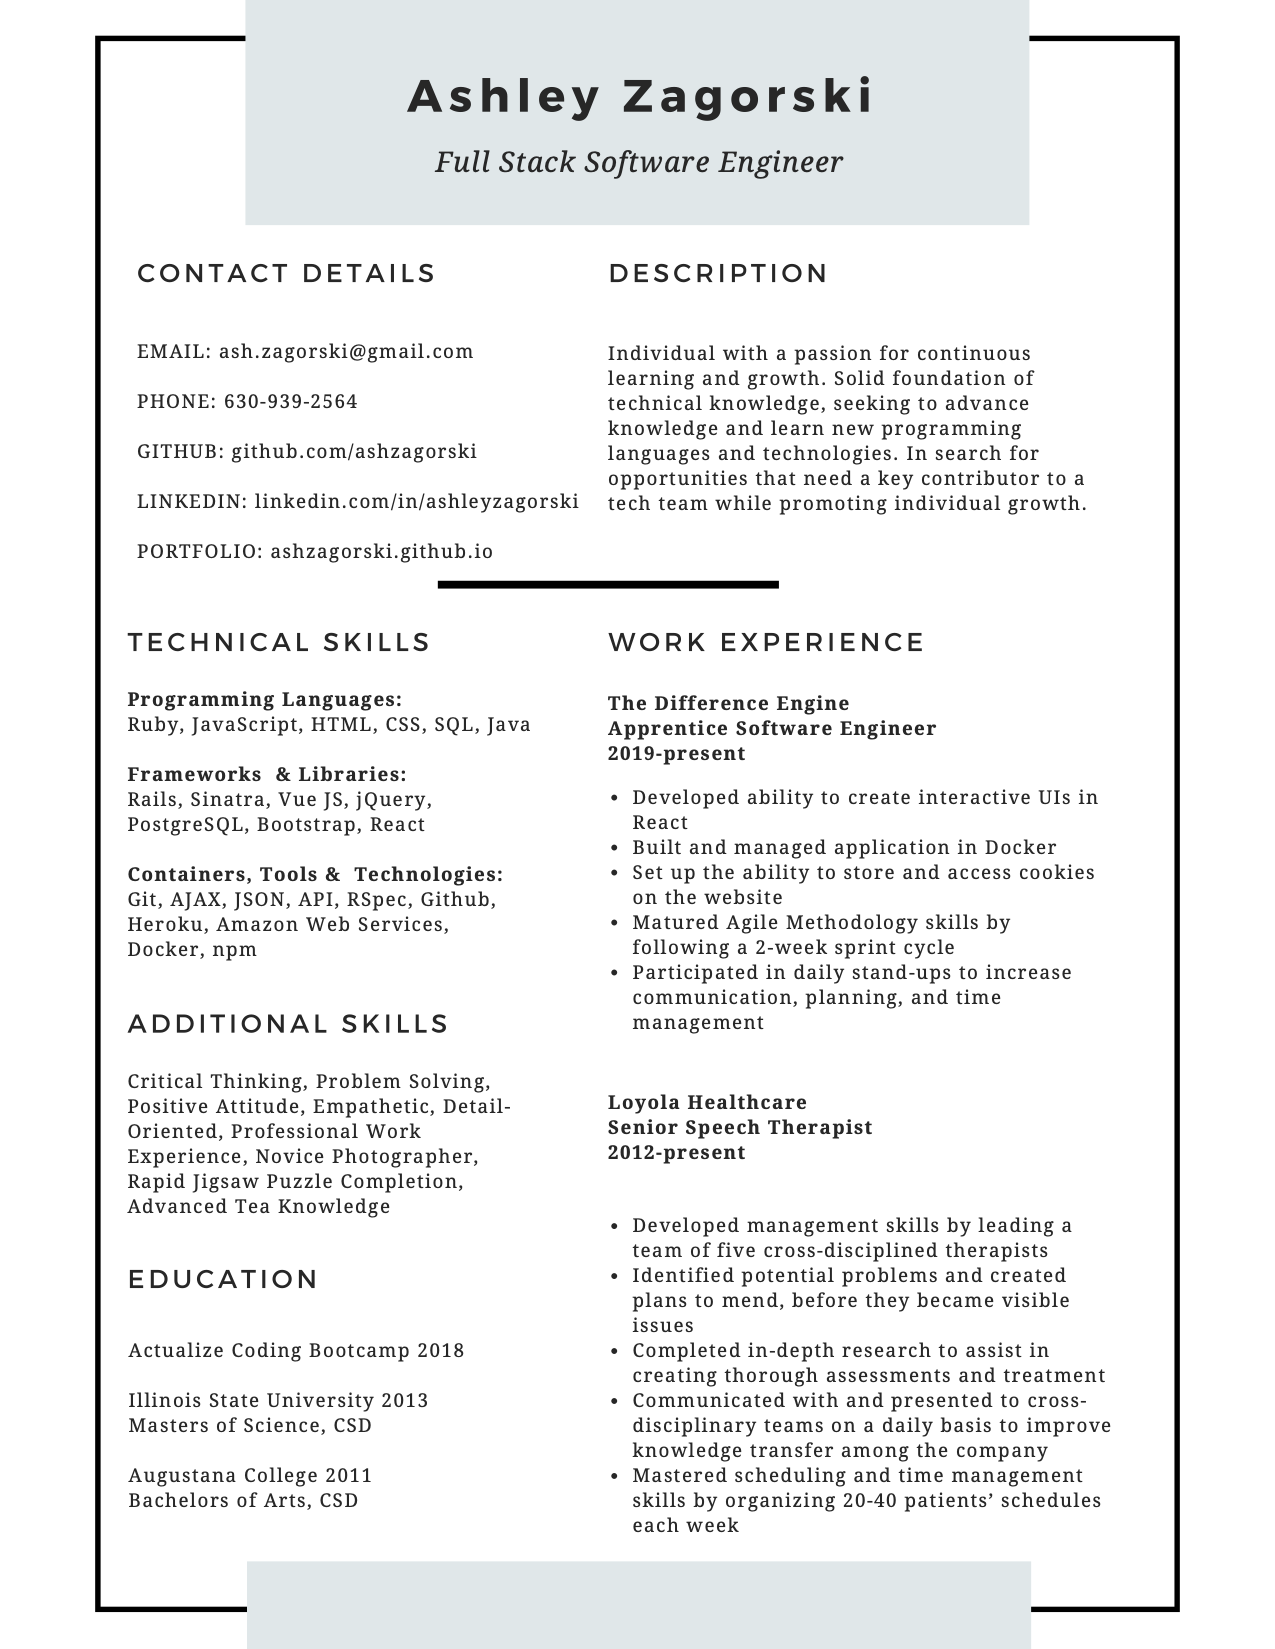 Ashley Zagorski
Full Stack Software Engineer
CONTACT DETAILS
EMAIL: ash.zagorski@gmail.com
PHONE: 630-939-2564
GITHUB: github.com/ashzagorski
LINKEDIN: linkedin.com/in/ashleyzagorski
PORTFOLIO: ashzagorski.github.io
DESCRIPTION
Individual with a passion for continuous
learning and growth. Solid foundation of
technical knowledge, seeking to advance
knowledge and learn new programming
languages and technologies. In search for
opportunities that need a key contributor to a
tech team while promoting individual growth.
TECHNICAL SKILLS
Programming Languages:
Ruby, JavaScript, HTML, CSS, SQL, Java
Frameworks  & Libraries:
Rails, Sinatra, Vue JS, jQuery,
PostgreSQL, Bootstrap, React
Containers, Tools &  Technologies:
Git, AJAX, JSON, API, RSpec, Github,
Heroku, Amazon Web Services,
Docker, npm
ADDITIONAL SKILLS
Critical Thinking, Problem Solving,
Positive Attitude, Empathetic, Detail-
Oriented, Professional Work
Experience, Novice Photographer,
Rapid Jigsaw Puzzle Completion,
Advanced Tea Knowledge
EDUCATION
Actualize Coding Bootcamp 2018
Illinois State University 2013
Masters of Science, CSD
Augustana College 2011
Bachelors of Arts, CSD
WORK EXPERIENCE
The Difference Engine
Apprentice Software Engineer
2019-present
• Developed ability to create interactive UIs in
React
• Built and managed application in Docker
• Set up the ability to store and access cookies
on the website
• Matured Agile Methodology skills by
following a 2-week sprint cycle
• Participated in daily stand-ups to increase
communication, planning, and time
management
Loyola Healthcare
Senior Speech Therapist
2012-present
• Developed management skills by leading a
team of five cross-disciplined therapists
• Identified potential problems and created
plans to mend, before they became visible
issues
• Completed in-depth research to assist in
creating thorough assessments and treatment
• Communicated with and presented to cross-
disciplinary teams on a daily basis to improve
knowledge transfer among the company
• Mastered scheduling and time management
skills by organizing 20-40 patients’ schedules
each week